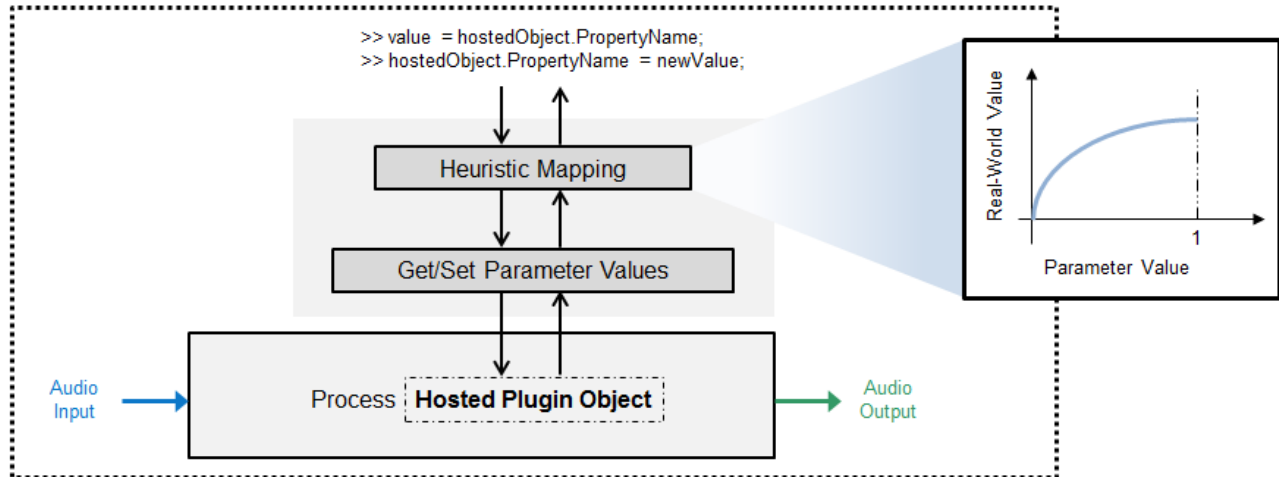 >> value = hostedObject.PropertyName;
>> hostedObject.PropertyName = newValue;
Heuristic Mapping
Get/Set Parameter Values
Process Hosted Plugin Object
Audio
Input
Audio
Output
Real-World Value
1
Parameter Value